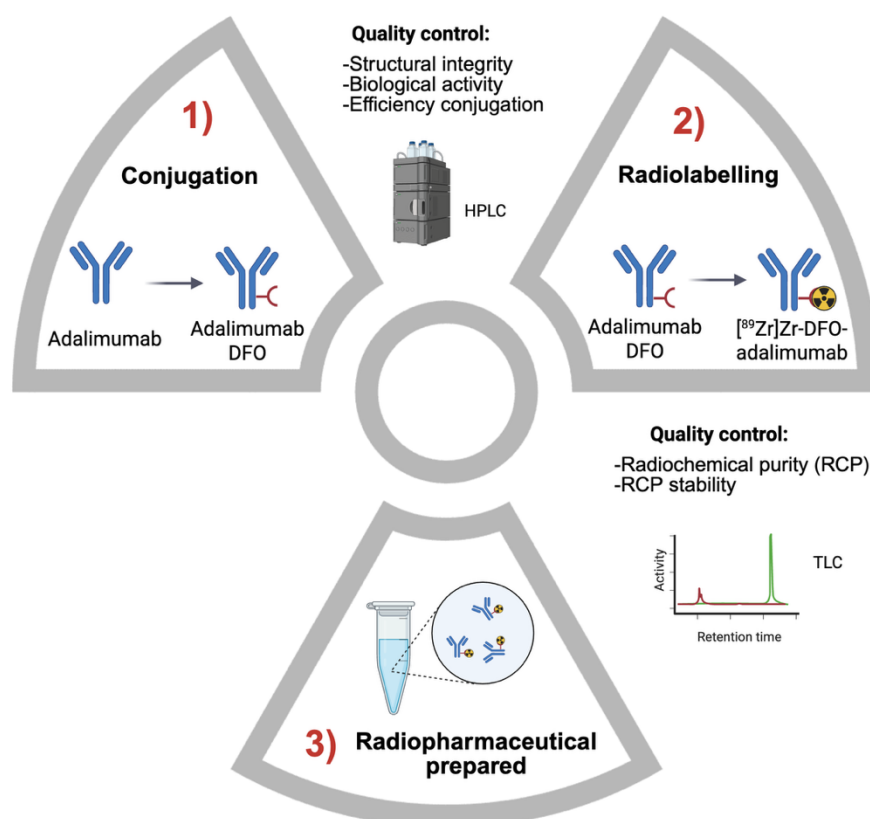 Quality control:
-Structural integrity
-Biological activity
-Efficiency conjugation
HPLC
1)
Conjugation
Adalimumab
Adalimumab
DFO
2)
Radiolabelling
Adalimumab
DFO
[⁸⁹Zr]Zr-DFO-
adalimumab
Quality control:
-Radiochemical purity (RCP)
-RCP stability
TLC
Activity
Retention time
3) Radiopharmaceutical
prepared